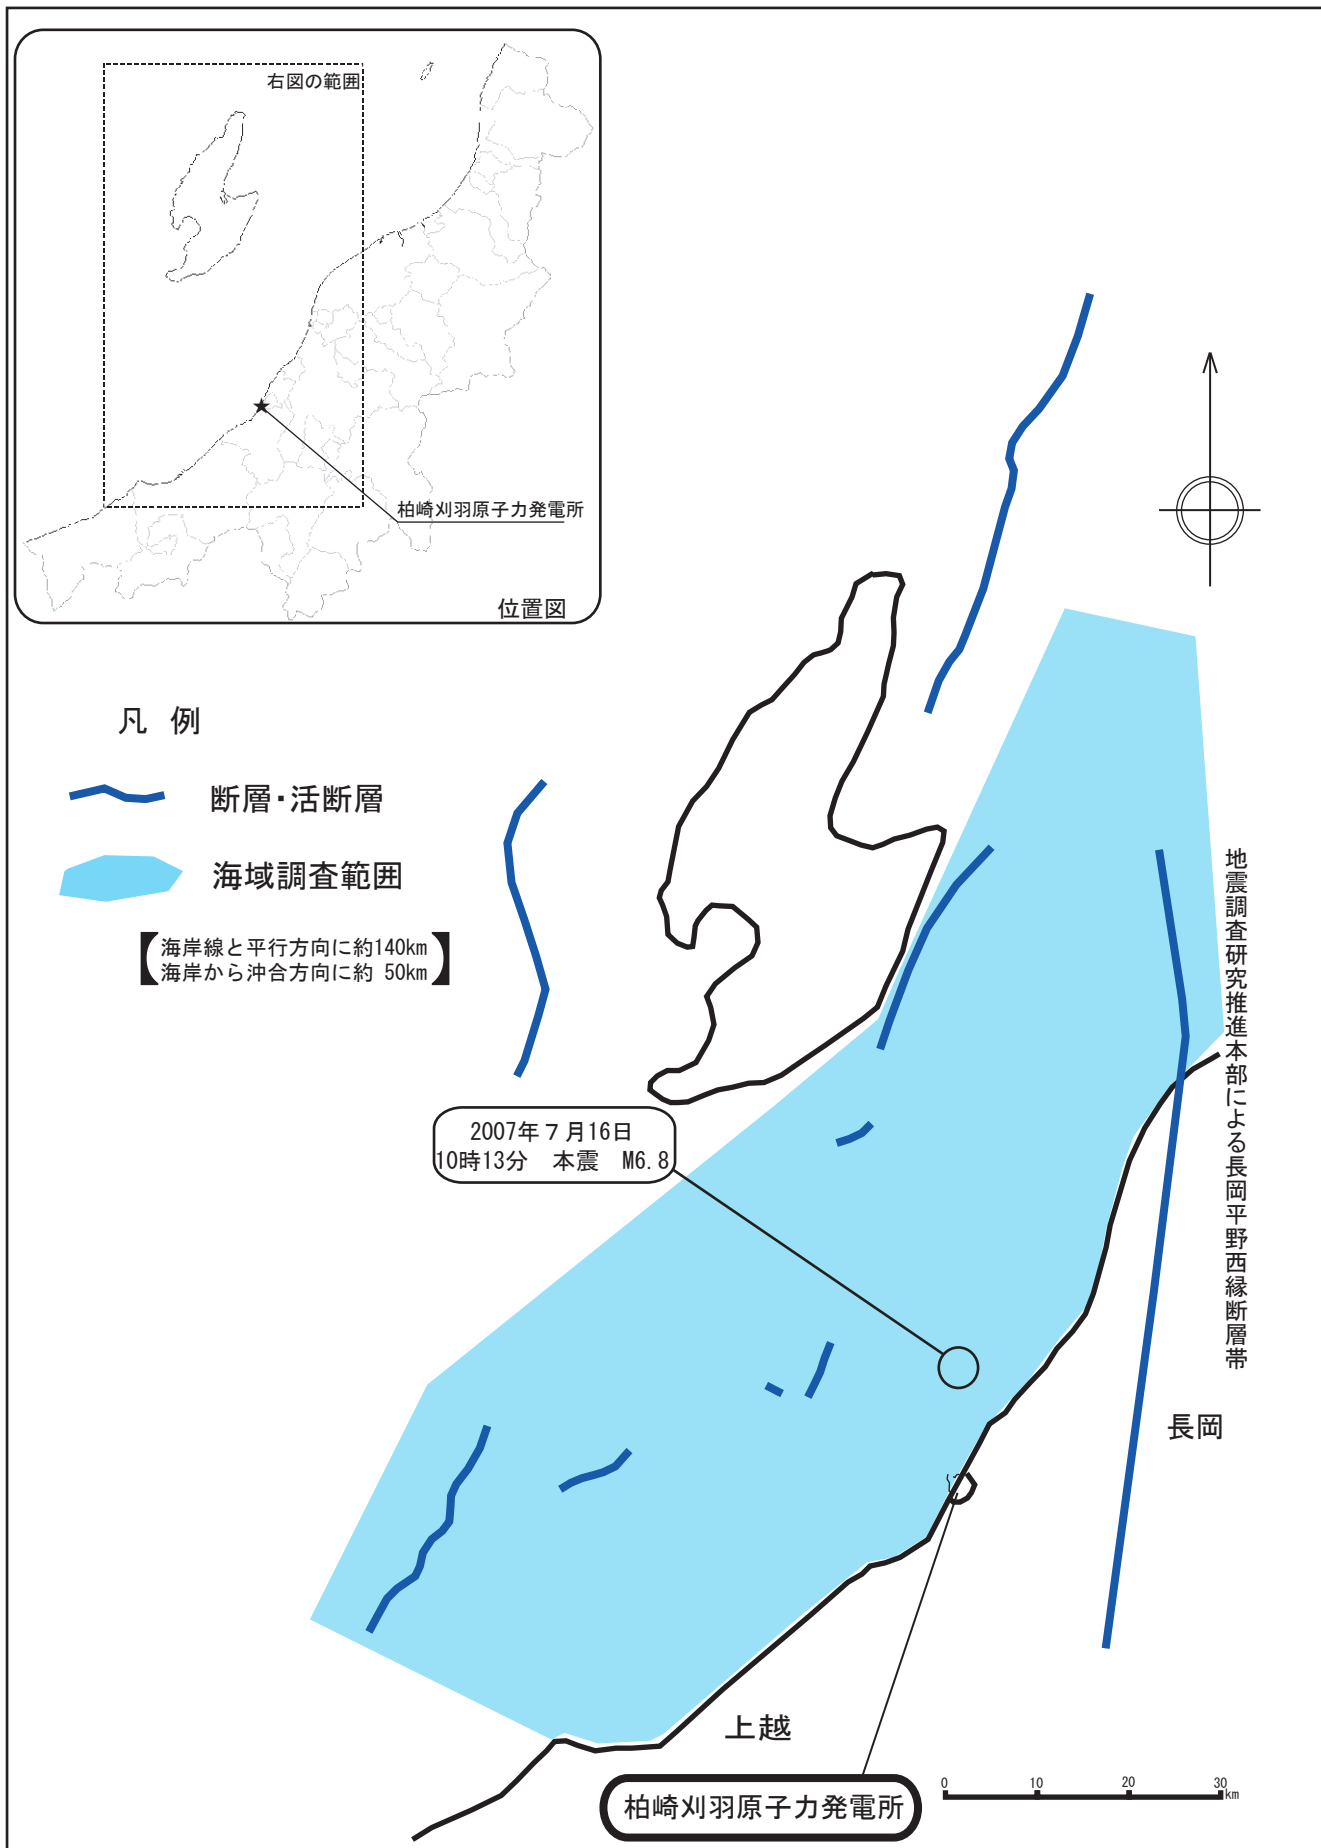 右図の範囲
柏崎刈羽原子力発電所
位置図
凡 例
断層・活断層
海域調査範囲
【海岸線と平行方向に約140km
海岸から沖合方向に約 50km】
2007年7月16日
10時13分 本震 M6.8
地震調査研究推進本部による長岡平野西縁断層帯
長岡
上越
柏崎刈羽原子力発電所
0 10 20 30
km